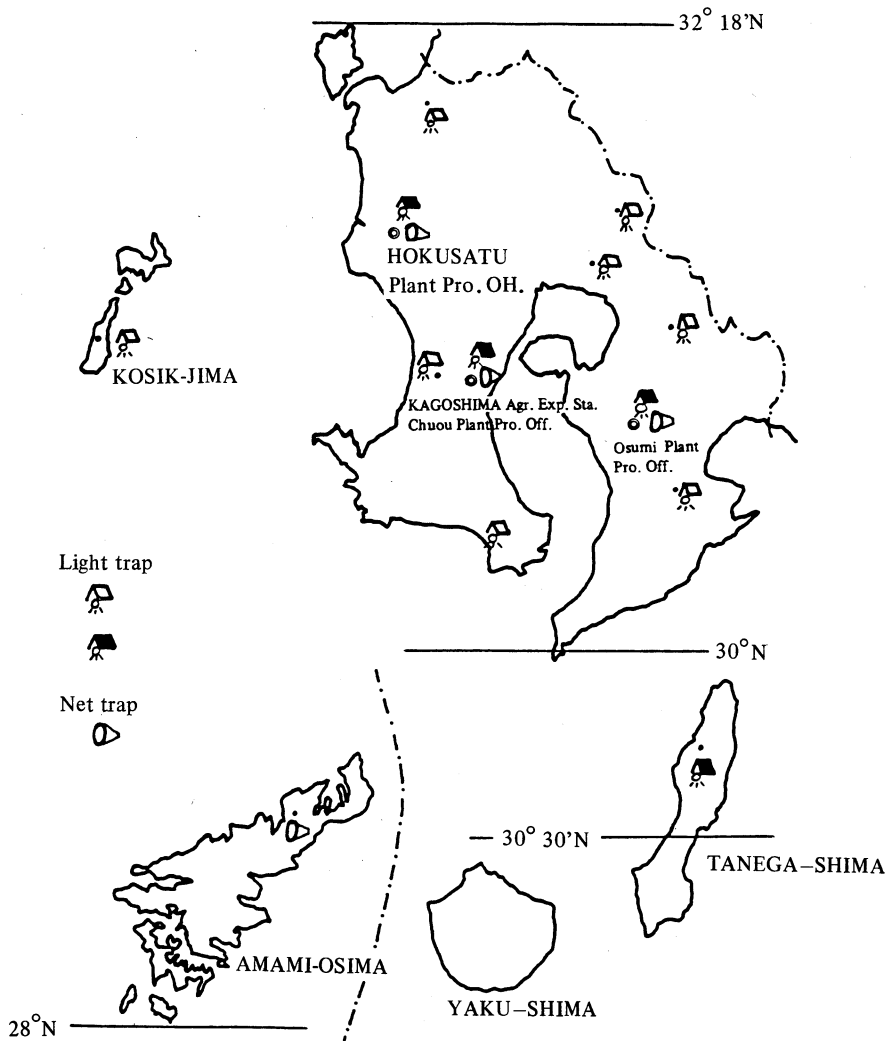 32° 18'N
HOKUSATU
Plant Pro. OH.
KOSIK-JIMA
KAGOSHIMA Agr. Exp. Sta.
Chuou Plant Pro. Off.
Osumi Plant
Pro. Off.
Light trap
30°N
Net trap
30° 30'N
TANEGA–SHIMA
AMAMI-OSIMA
YAKU–SHIMA
28°N